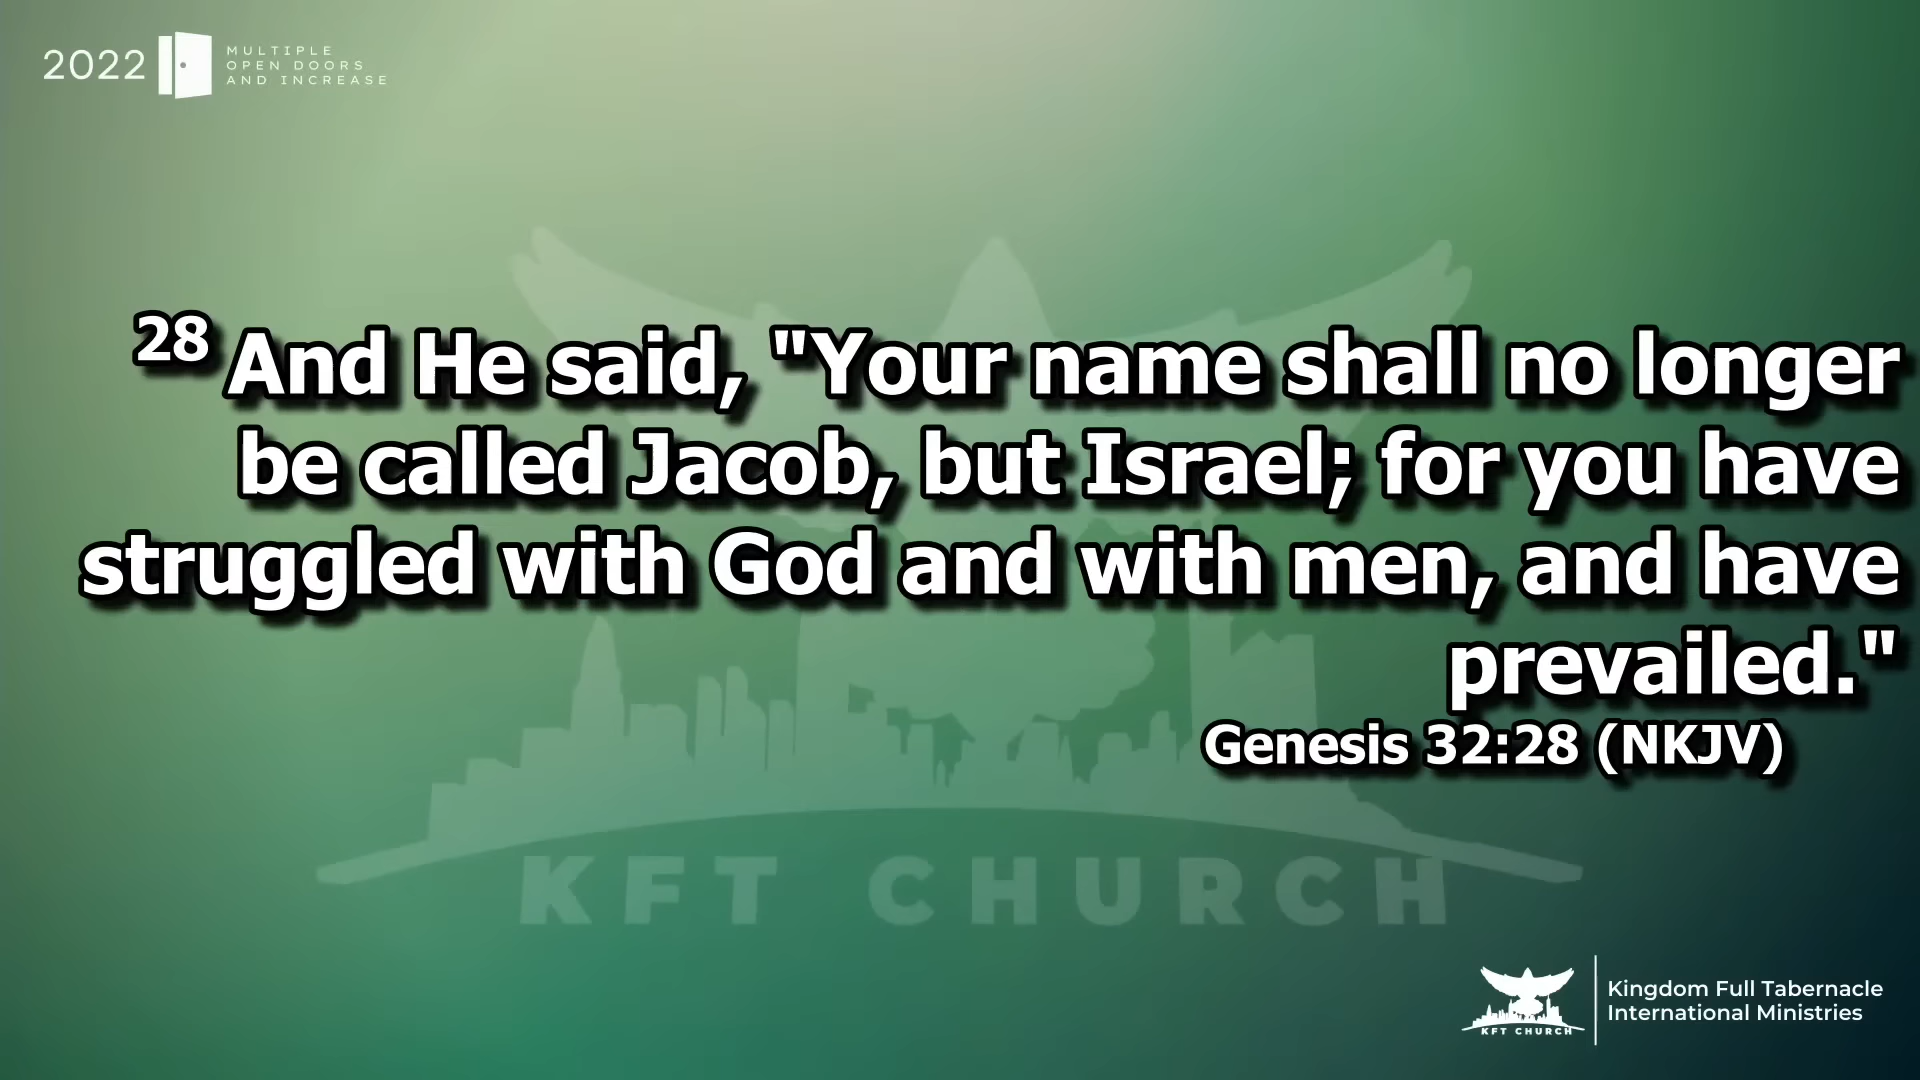 2022
MULTIPLE
OPEN DOORS
AND INCREASE
28 And He said, "Your name shall no longer
be called Jacob, but Israel; for you have
struggled with God and with men, and have
prevailed."
Genesis 32:28 (NKJV)
KFT CHURCH
KFT CHURCH
Kingdom Full Tabernacle
International Ministries